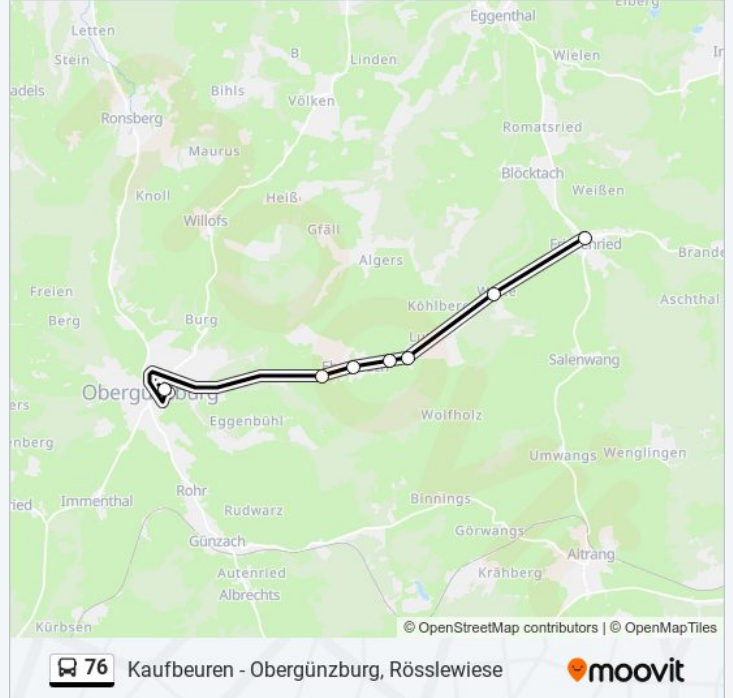 Elberg
Eggenthal
Letten
Wielen
Stein
B
Linden
Bihls
Völken
Ronsberg
Romatsried
Maurus
Blöcktach
Weißen
Knoll
Heiß
Willofs
Gfäll
Brande
Algers
Freien
Köhlberg
Aschthal
Berg
Burg
Salenwang
Wolfholz
Eggenbühl
Umwangs
Wenglingen
Rohr
Binnings
Immenthal
Rudwarz
Görwangs
Günzach
Aitrang
Autenried
Krähberg
Albrechts
Kürbsen
© OpenStreetMap contributors | © OpenMapTiles
76 Kaufbeuren - Obergünzburg, Rösslewiese
moovit